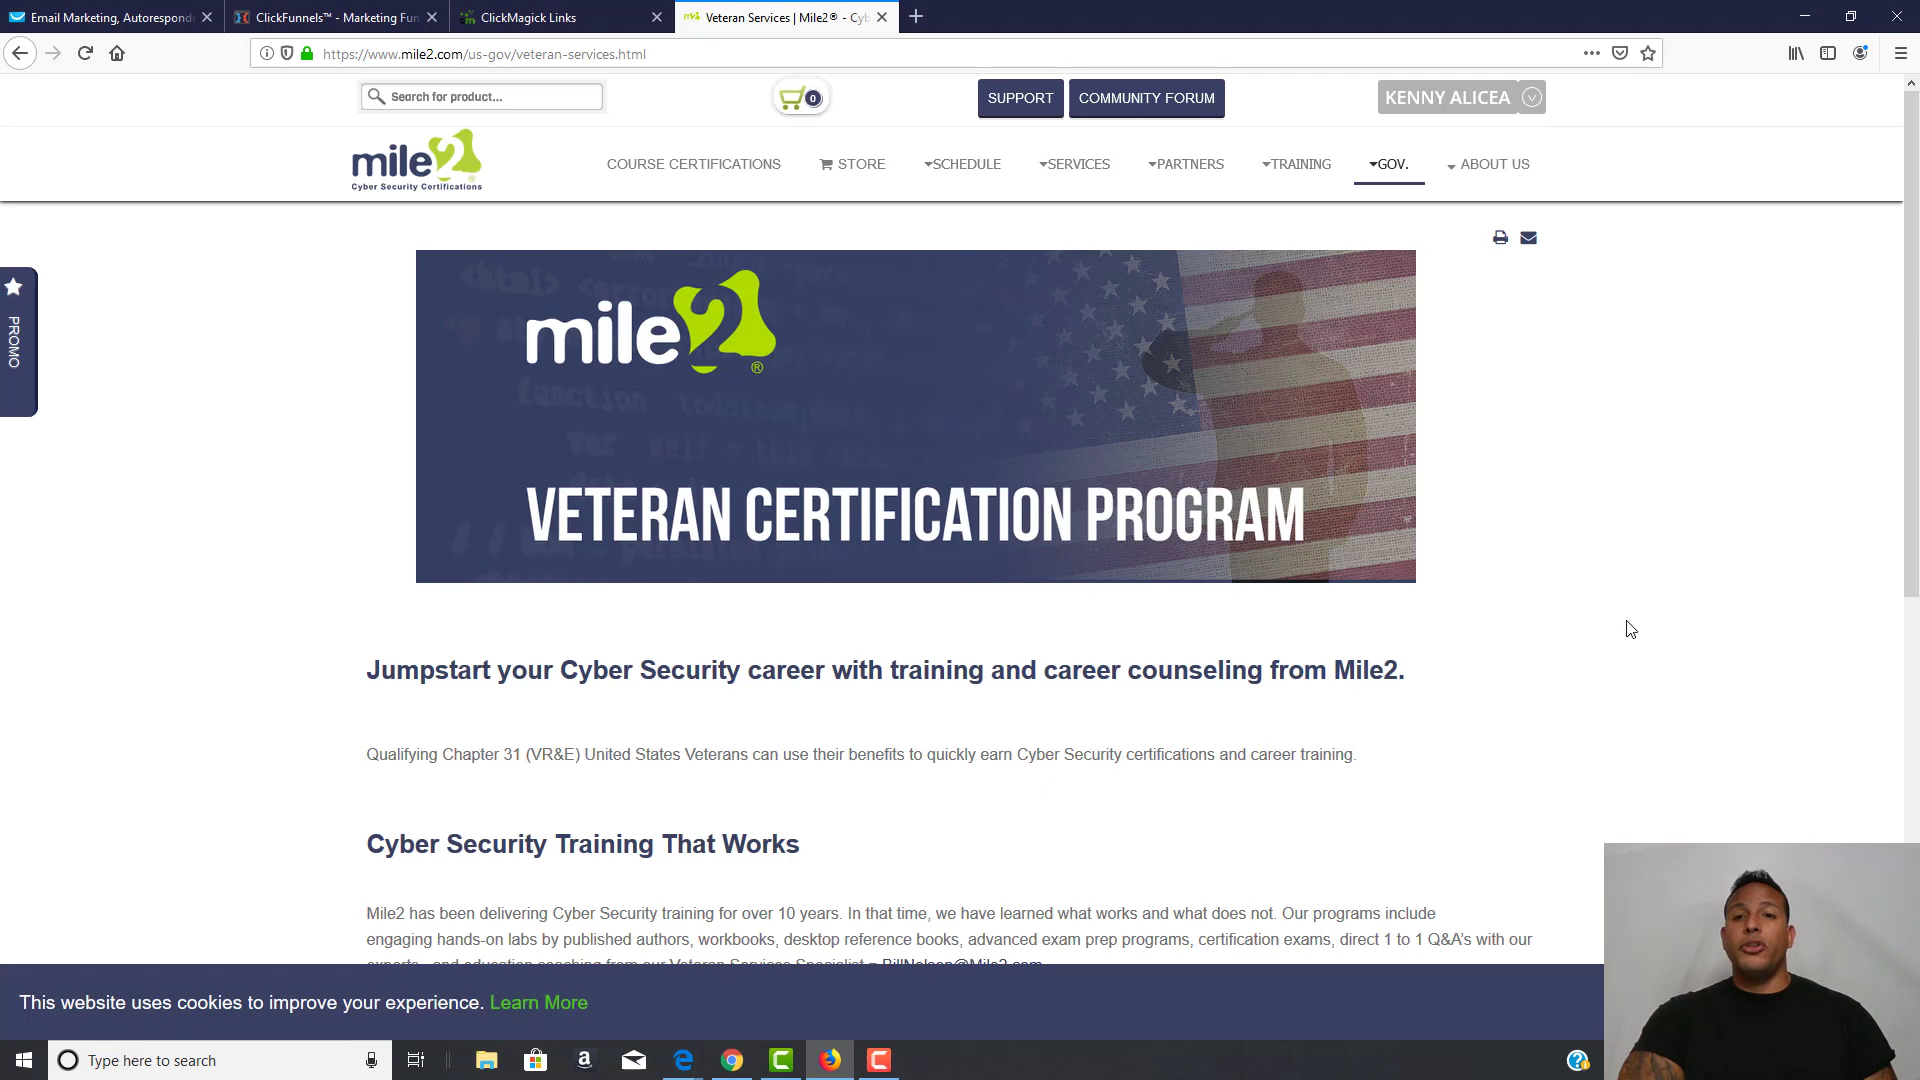 Email Marketing, Autorespond
ClickFunnels™ - Marketing Fun
ClickMagick Links
Veteran Services | Mile2® - Cyb
https://www.mile2.com/us-gov/veteran-services.html
Search for product...
0
SUPPORT
COMMUNITY FORUM
KENNY ALICEA
mile2
Cyber Security Certifications
COURSE CERTIFICATIONS
STORE
SCHEDULE
SERVICES
PARTNERS
TRAINING
GOV.
ABOUT US
PROMO
mile2®
VETERAN CERTIFICATION PROGRAM
Jumpstart your Cyber Security career with training and career counseling from Mile2.
Qualifying Chapter 31 (VR&E) United States Veterans can use their benefits to quickly earn Cyber Security certifications and career training.
Cyber Security Training That Works
Mile2 has been delivering Cyber Security training for over 10 years. In that time, we have learned what works and what does not. Our programs include
engaging hands-on labs by published authors, workbooks, desktop reference books, advanced exam prep programs, certification exams, direct 1 to 1 Q&A's with our
experts, and education coaching from our Veteran Services Specialist – BillNelson@Mile2.com
This website uses cookies to improve your experience. Learn More
Type here to search